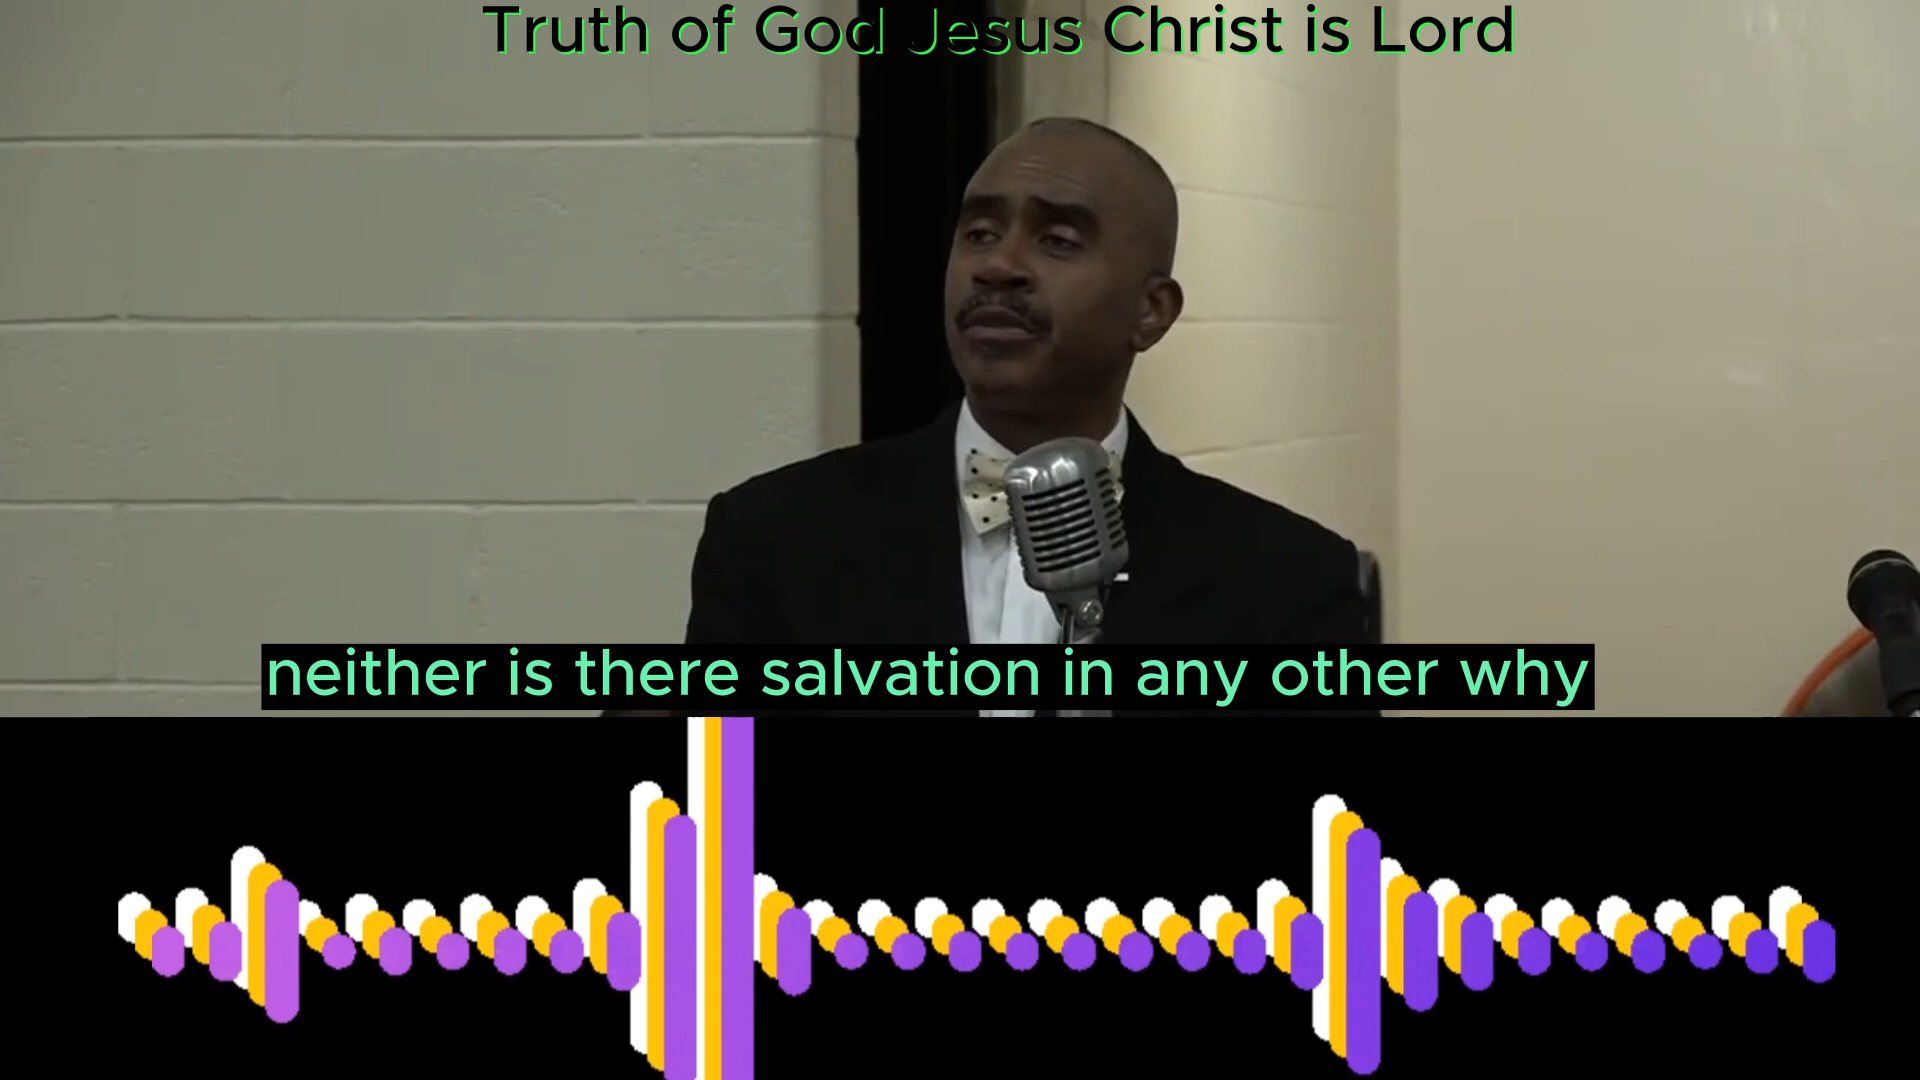 Truth of God Jesus Christ is Lord
neither is there salvation in any other why